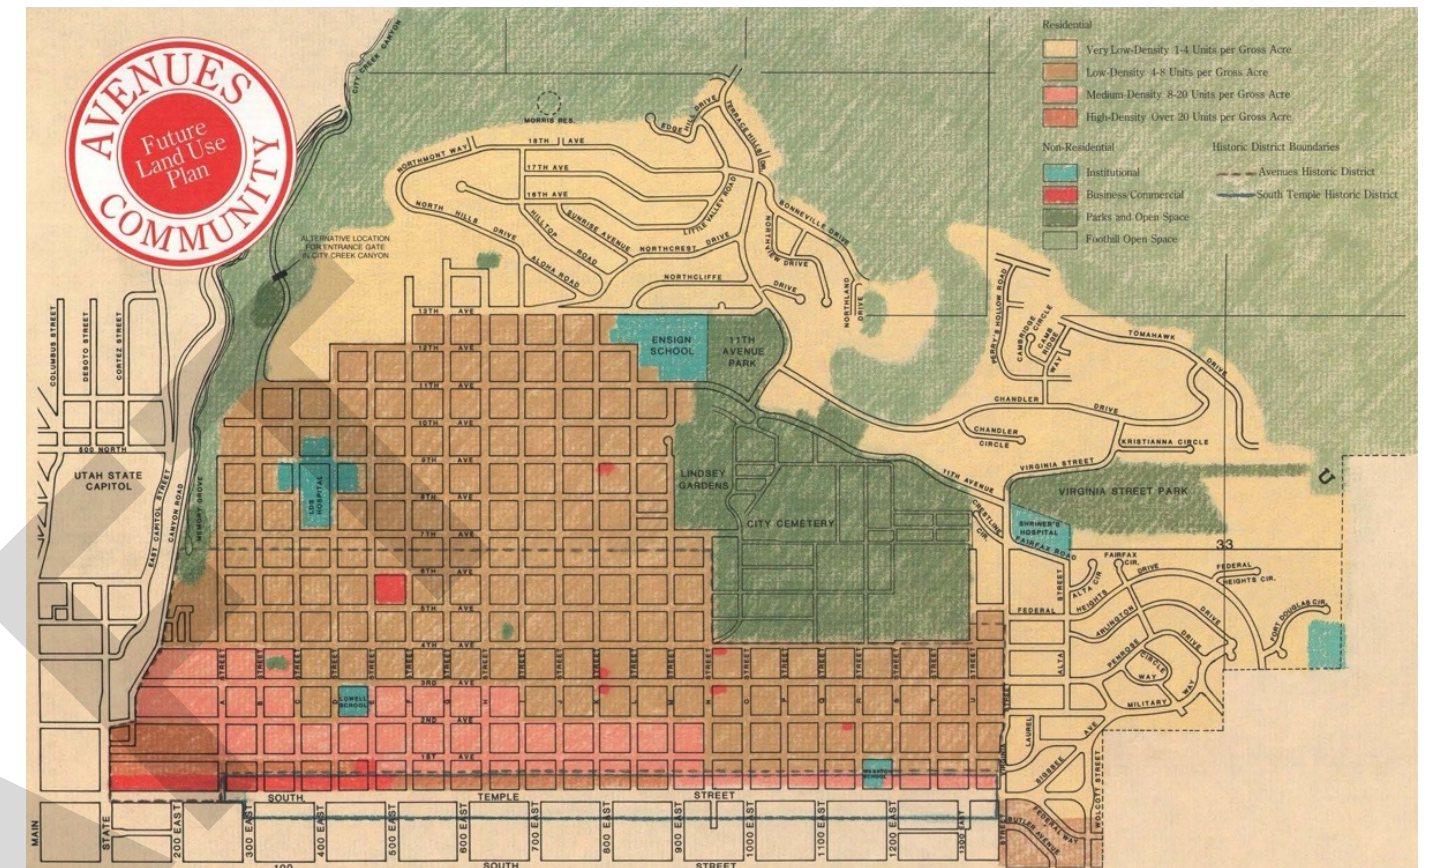 AVENUES
COMMUNITY
Future
Land Use
Plan
Residential
Very Low-Density 1-4 Units per Gross Acre
Low-Density 4-8 Units per Gross Acre
Medium-Density 8-20 Units per Gross Acre
High-Density Over 20 Units per Gross Acre
Non-Residential
Historic District Boundaries
Institutional
Avenues Historic District
Business/Commercial
South Temple Historic District
Parks and Open Space
Foothill Open Space
CITY CREEK CANYON
MORRIS RES.
EDGE HILL DRIVE
TERRACE HILLS DR.
NORTHMONT WAY
18TH AVE
17TH AVE
16TH AVE
NORTH HILLS DRIVE
HILLTOP ROAD
SUNRISE AVENUE
LITTLE VALLEY ROAD
NORTHCREST DRIVE
ALOHA ROAD
NORTHCLIFFE DRIVE
NORTHVIEW DRIVE
BONNEVILLE DRIVE
NORTHLAND DRIVE
ALTERNATIVE LOCATION
FOR ENTRANCE GATE
IN CITY CREEK CANYON
PERRY'S HOLLOW ROAD
CAMBRIDGE CIRCLE
CAMBRIDGE WAY
TOMAHAWK DRIVE
COLUMBUS STREET
DESOTO STREET
CORTEZ STREET
13TH AVE
ENSIGN
SCHOOL
11TH
AVENUE
PARK
12TH AVE
11TH AVE
CHANDLER DRIVE
CHANDLER
CIRCLE
KRISTIANNA CIRCLE
10TH AVE
500 NORTH
9TH AVE
VIRGINIA STREET
11TH AVENUE
UTAH STATE
CAPITOL
LDS
HOSPITAL
LINDSEY
GARDENS
VIRGINIA STREET PARK
U
EAST CAPITOL STREET
CANYON ROAD
MEMORY GROVE
8TH AVE
CITY CEMETERY
CRESTLINE
CIR.
SHRINER'S
HOSPITAL
FAIRFAX ROAD
33
7TH AVE
6TH AVE
FAIRFAX
CIR.
FEDERAL
HEIGHTS CIR.
ALTA CIR
5TH AVE
FEDERAL HEIGHTS DRIVE
ARLINGTON DRIVE
FORT DOUGLAS CIR.
4TH AVE
STREET
ALTA STREET
PENROSE DRIVE
CIRCLE
WAY
3RD AVE
A B C D E F G H I J K L M N O P Q R S T U
LOWELL
SCHOOL
MILITARY WAY
2ND AVE
1ST AVE
LAUREL
SIGSBEE AVE
WOLCOTT STREET
VIRGINIA STREET
WASATCH
SCHOOL
SOUTH TEMPLE STREET
FEDERAL WAY
BUTLER AVENUE
MAIN
STATE
200 EAST
300 EAST
400 EAST
500 EAST
600 EAST
700 EAST
800 EAST
900 EAST
1000 EAST
1100 EAST
1200 EAST
1300 EAST
100 SOUTH STREET